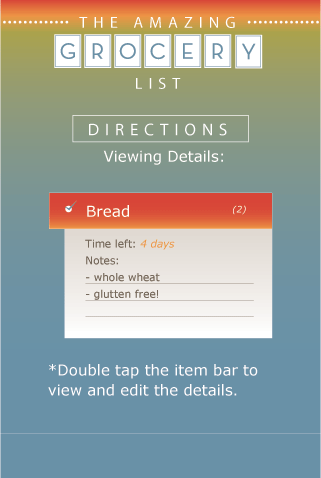 THE AMAZING
GROCERY
LIST
DIRECTIONS
Viewing Details:
Bread (2)
Time left: 4 days
Notes:
- whole wheat
- glutten free!
*Double tap the item bar to
view and edit the details.